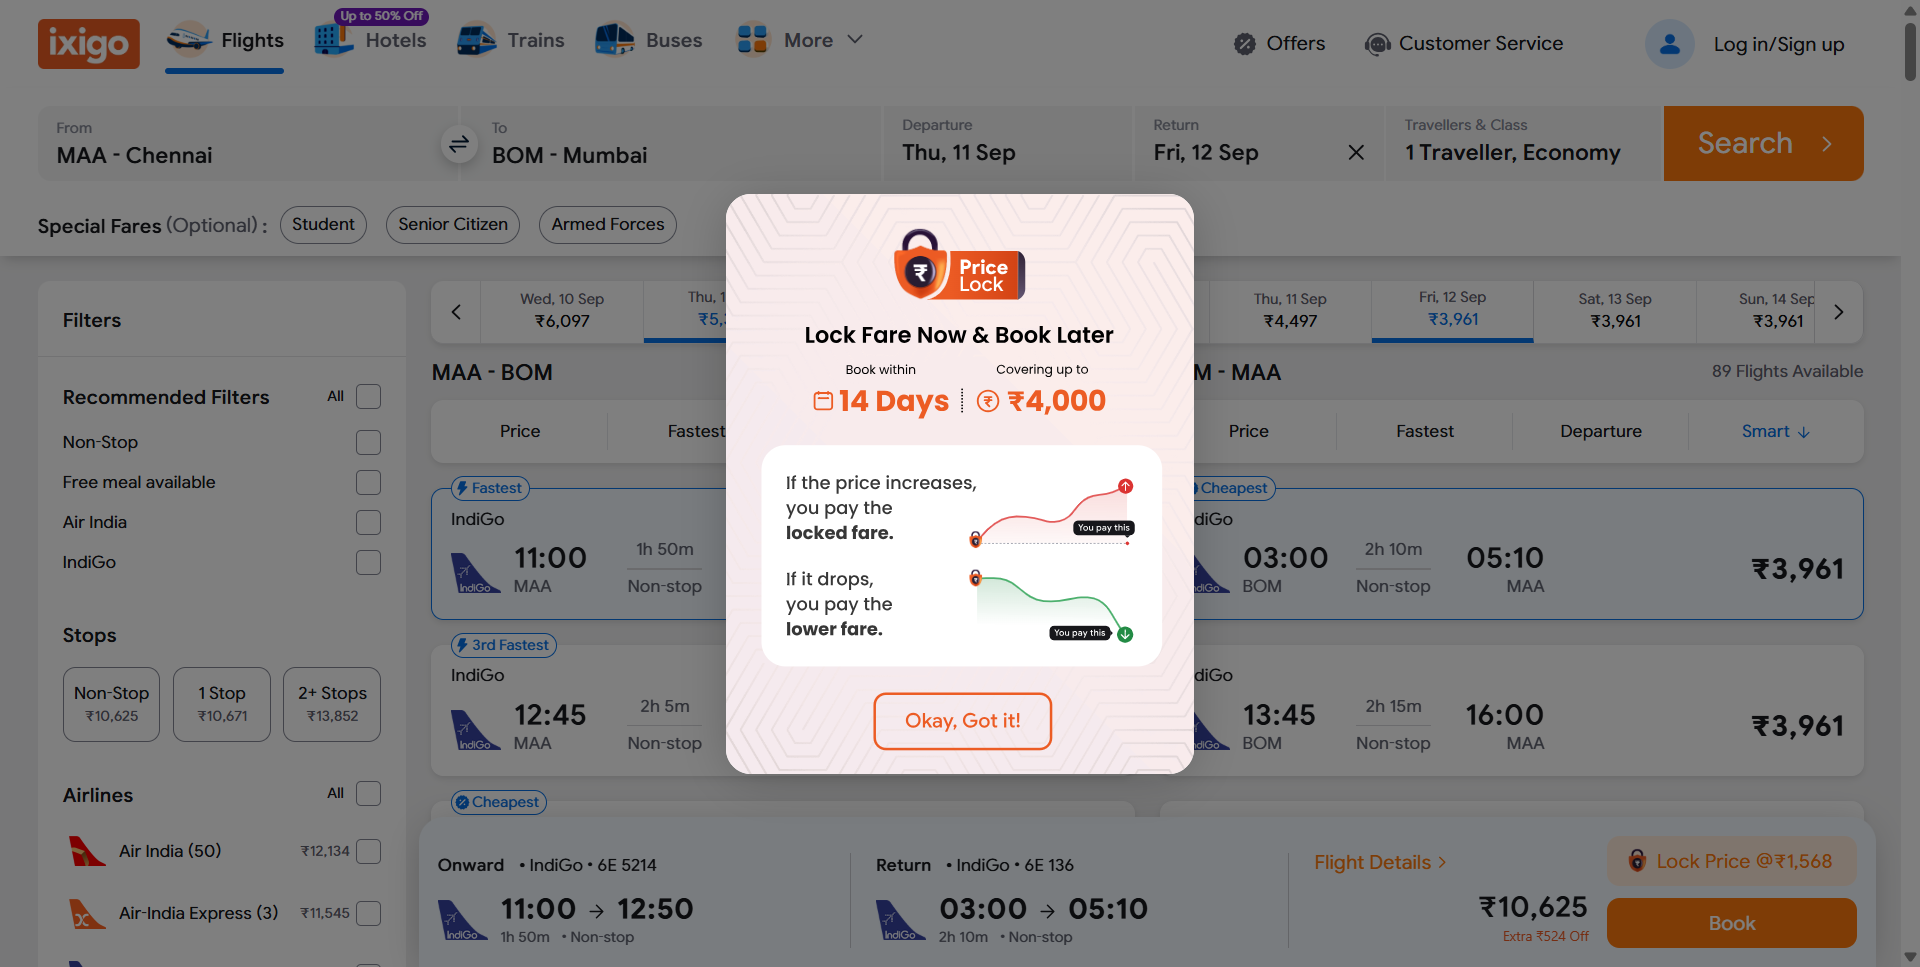 ixigo
Flights
Up to 50% Off
Hotels
Trains
Buses
More
Offers
Customer Service
Log in/Sign up
From
MAA - Chennai
To
BOM - Mumbai
Departure
Thu, 11 Sep
Return
Fri, 12 Sep
Travellers & Class
1 Traveller, Economy
Search
Special Fares (Optional) :
Student
Senior Citizen
Armed Forces
Filters
Recommended Filters
All
Non-Stop
Free meal available
Air India
IndiGo
Stops
Non-Stop
₹10,625
1 Stop
₹10,671
2+ Stops
₹13,852
Airlines
All
Air India (50)
₹12,134
Air-India Express (3)
₹11,545
Wed, 10 Sep
₹6,097
Thu, 1
₹5,3
Thu, 11 Sep
₹4,497
Fri, 12 Sep
₹3,961
Sat, 13 Sep
₹3,961
Sun, 14 Sep
₹3,961
MAA - BOM
M - MAA
89 Flights Available
Price
Fastest
Price
Fastest
Departure
Smart
Fastest
IndiGo
IndiGo
11:00
MAA
1h 50m
Non-stop
Cheapest
diGo
ndiGo
03:00
BOM
2h 10m
Non-stop
05:10
MAA
₹3,961
3rd Fastest
IndiGo
IndiGo
12:45
MAA
2h 5m
Non-stop
diGo
ndiGo
13:45
BOM
2h 15m
Non-stop
16:00
MAA
₹3,961
Cheapest
Price
Lock
Lock Fare Now & Book Later
Book within
14 Days
Covering up to
₹4,000
If the price increases,
you pay the
locked fare.
You pay this
If it drops,
you pay the
lower fare.
You pay this
Okay, Got it!
Onward • IndiGo • 6E 5214
IndiGo
11:00 → 12:50
1h 50m • Non-stop
Return • IndiGo • 6E 136
IndiGo
03:00 → 05:10
2h 10m • Non-stop
Flight Details
₹10,625
Extra ₹524 Off
Lock Price @₹1,568
Book